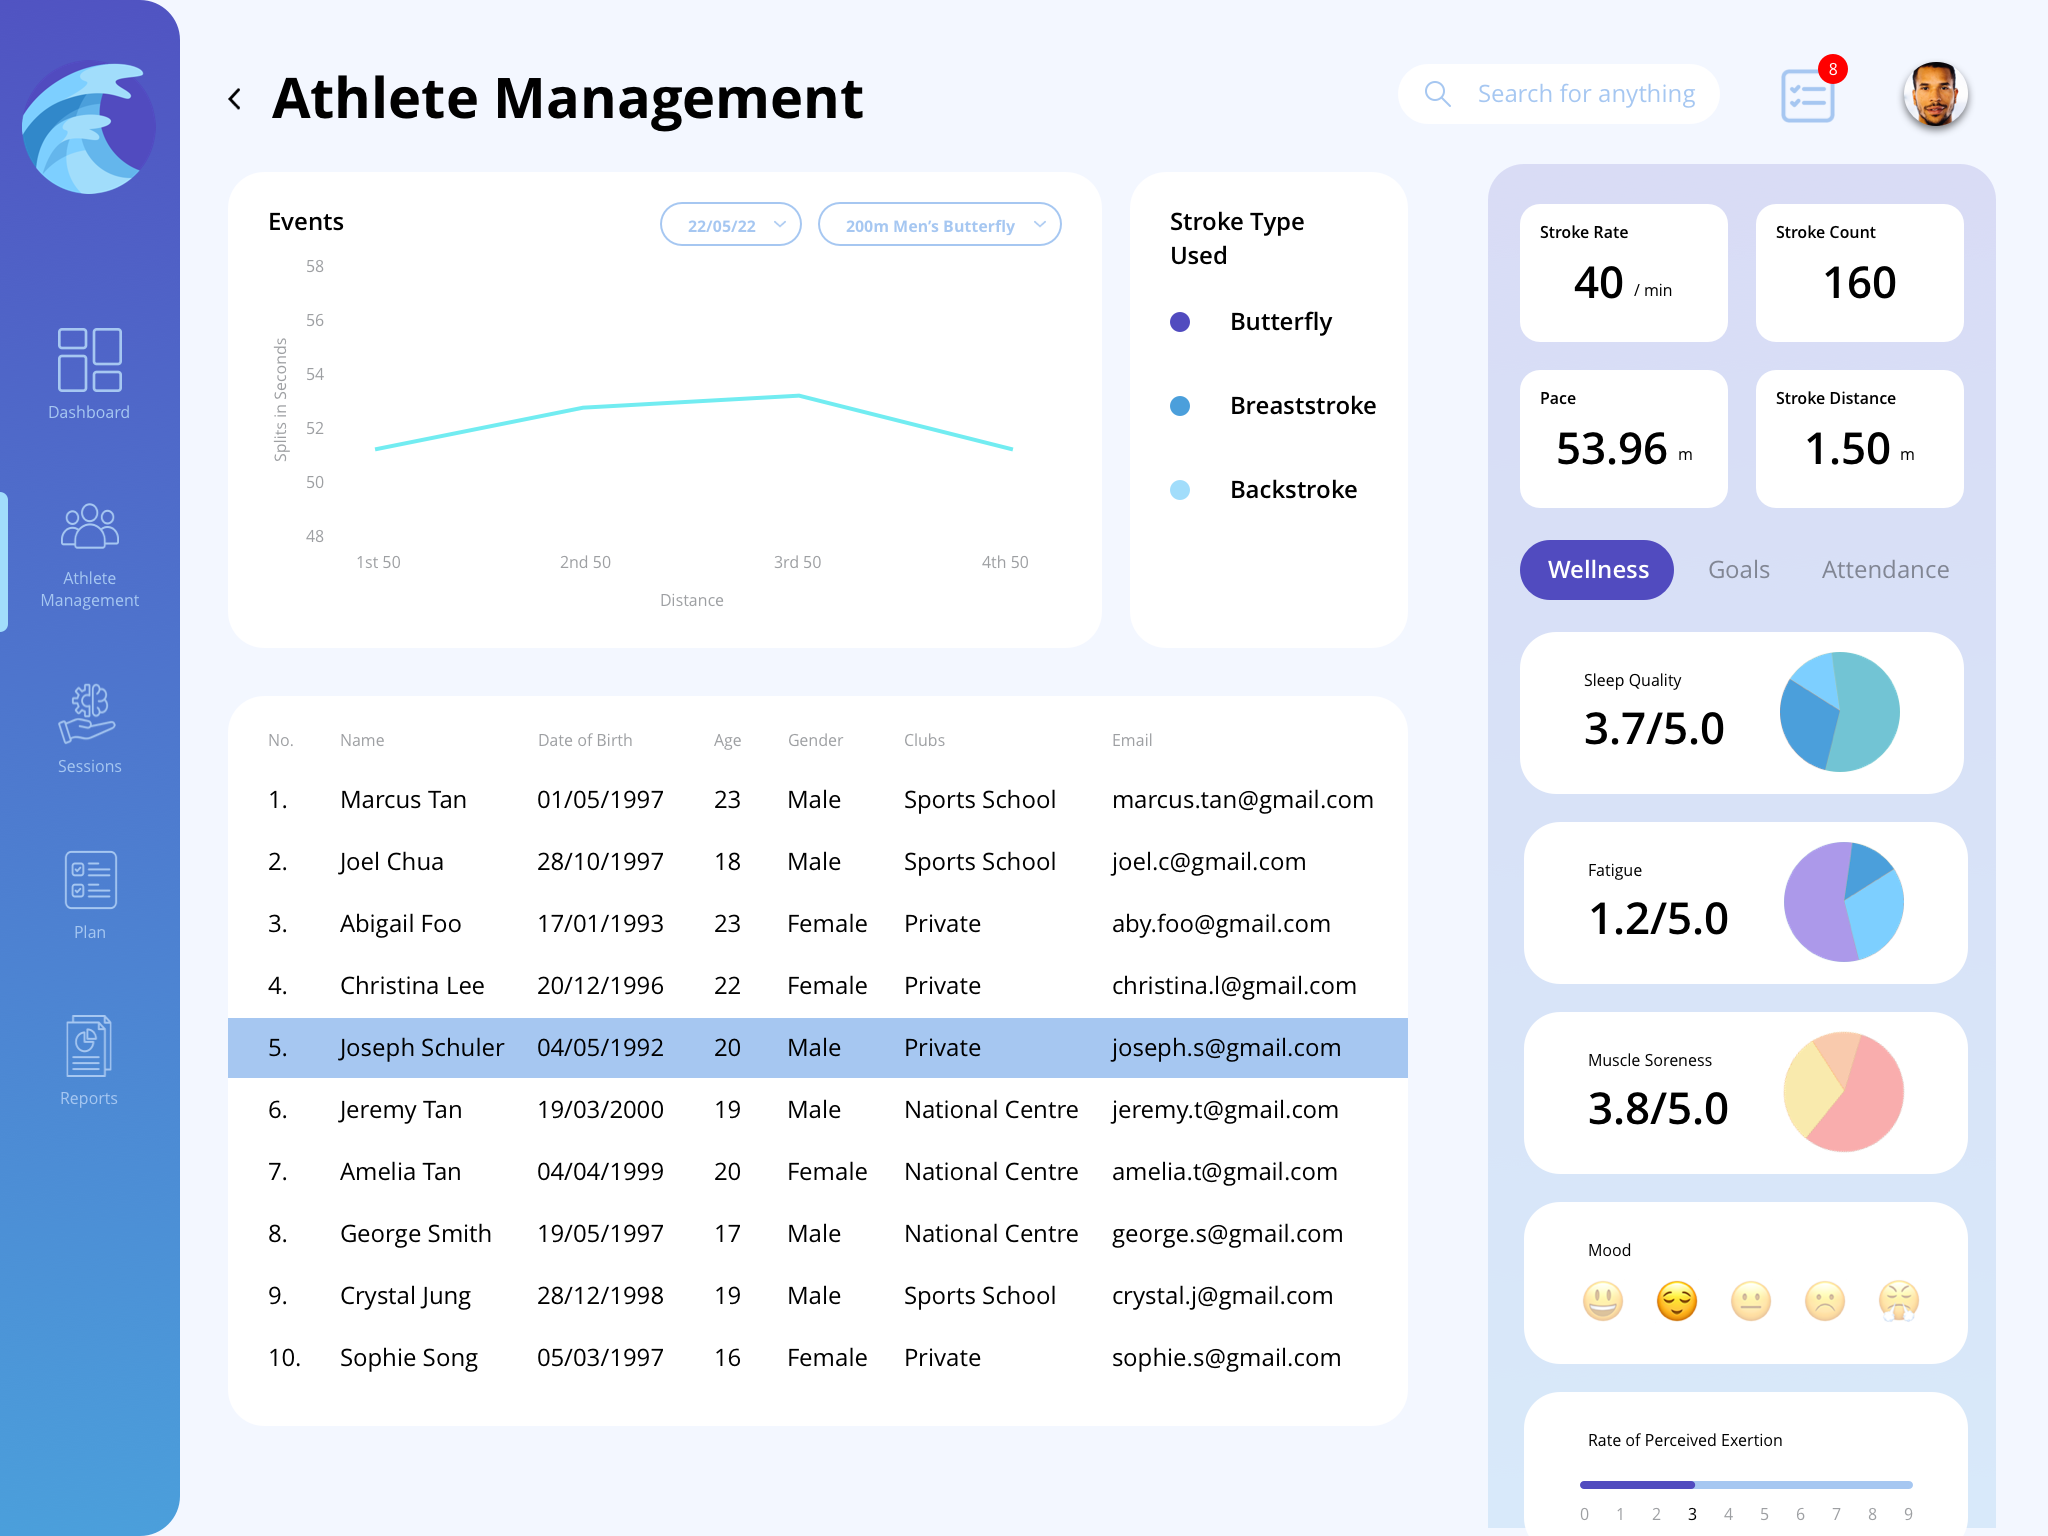 Athlete Management
Search for anything
8
Dashboard
Athlete
Management
Sessions
Plan
Reports
Events
22/05/22
200m Men's Butterfly
Splits in Seconds
58
56
54
52
50
48
1st 50 2nd 50 3rd 50 4th 50
Distance
Stroke Type
Used
Butterfly
Breaststroke
Backstroke
No. Name Date of Birth Age Gender Clubs Email
1. Marcus Tan 01/05/1997 23 Male Sports School marcus.tan@gmail.com
2. Joel Chua 28/10/1997 18 Male Sports School joel.c@gmail.com
3. Abigail Foo 17/01/1993 23 Female Private aby.foo@gmail.com
4. Christina Lee 20/12/1996 22 Female Private christina.l@gmail.com
5. Joseph Schuler 04/05/1992 20 Male Private joseph.s@gmail.com
6. Jeremy Tan 19/03/2000 19 Male National Centre jeremy.t@gmail.com
7. Amelia Tan 04/04/1999 20 Female National Centre amelia.t@gmail.com
8. George Smith 19/05/1997 17 Male National Centre george.s@gmail.com
9. Crystal Jung 28/12/1998 19 Male Sports School crystal.j@gmail.com
10. Sophie Song 05/03/1997 16 Female Private sophie.s@gmail.com
Stroke Rate
40 / min
Stroke Count
160
Pace
53.96 m
Stroke Distance
1.50 m
Wellness Goals Attendance
Sleep Quality
3.7/5.0
Fatigue
1.2/5.0
Muscle Soreness
3.8/5.0
Mood
Rate of Perceived Exertion
0 1 2 3 4 5 6 7 8 9